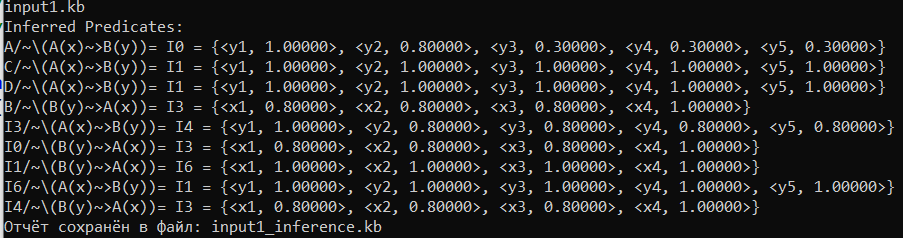 input1.kb
Inferred Predicates:
A/~\(A(x)~>B(y))= I0 = {<y1, 1.00000>, <y2, 0.80000>, <y3, 0.30000>, <y4, 0.30000>, <y5, 0.30000>}
C/~\(A(x)~>B(y))= I1 = {<y1, 1.00000>, <y2, 1.00000>, <y3, 1.00000>, <y4, 1.00000>, <y5, 1.00000>}
D/~\(A(x)~>B(y))= I1 = {<y1, 1.00000>, <y2, 1.00000>, <y3, 1.00000>, <y4, 1.00000>, <y5, 1.00000>}
B/~\(B(y)~>A(x))= I3 = {<x1, 0.80000>, <x2, 0.80000>, <x3, 0.80000>, <x4, 1.00000>}
I3/~\(A(x)~>B(y))= I4 = {<y1, 1.00000>, <y2, 0.80000>, <y3, 0.80000>, <y4, 0.80000>, <y5, 0.80000>}
I0/~\(B(y)~>A(x))= I3 = {<x1, 0.80000>, <x2, 0.80000>, <x3, 0.80000>, <x4, 1.00000>}
I1/~\(B(y)~>A(x))= I6 = {<x1, 1.00000>, <x2, 1.00000>, <x3, 1.00000>, <x4, 1.00000>}
I6/~\(A(x)~>B(y))= I1 = {<y1, 1.00000>, <y2, 1.00000>, <y3, 1.00000>, <y4, 1.00000>, <y5, 1.00000>}
I4/~\(B(y)~>A(x))= I3 = {<x1, 0.80000>, <x2, 0.80000>, <x3, 0.80000>, <x4, 1.00000>}
Отчёт сохранён в файл: input1_inference.kb